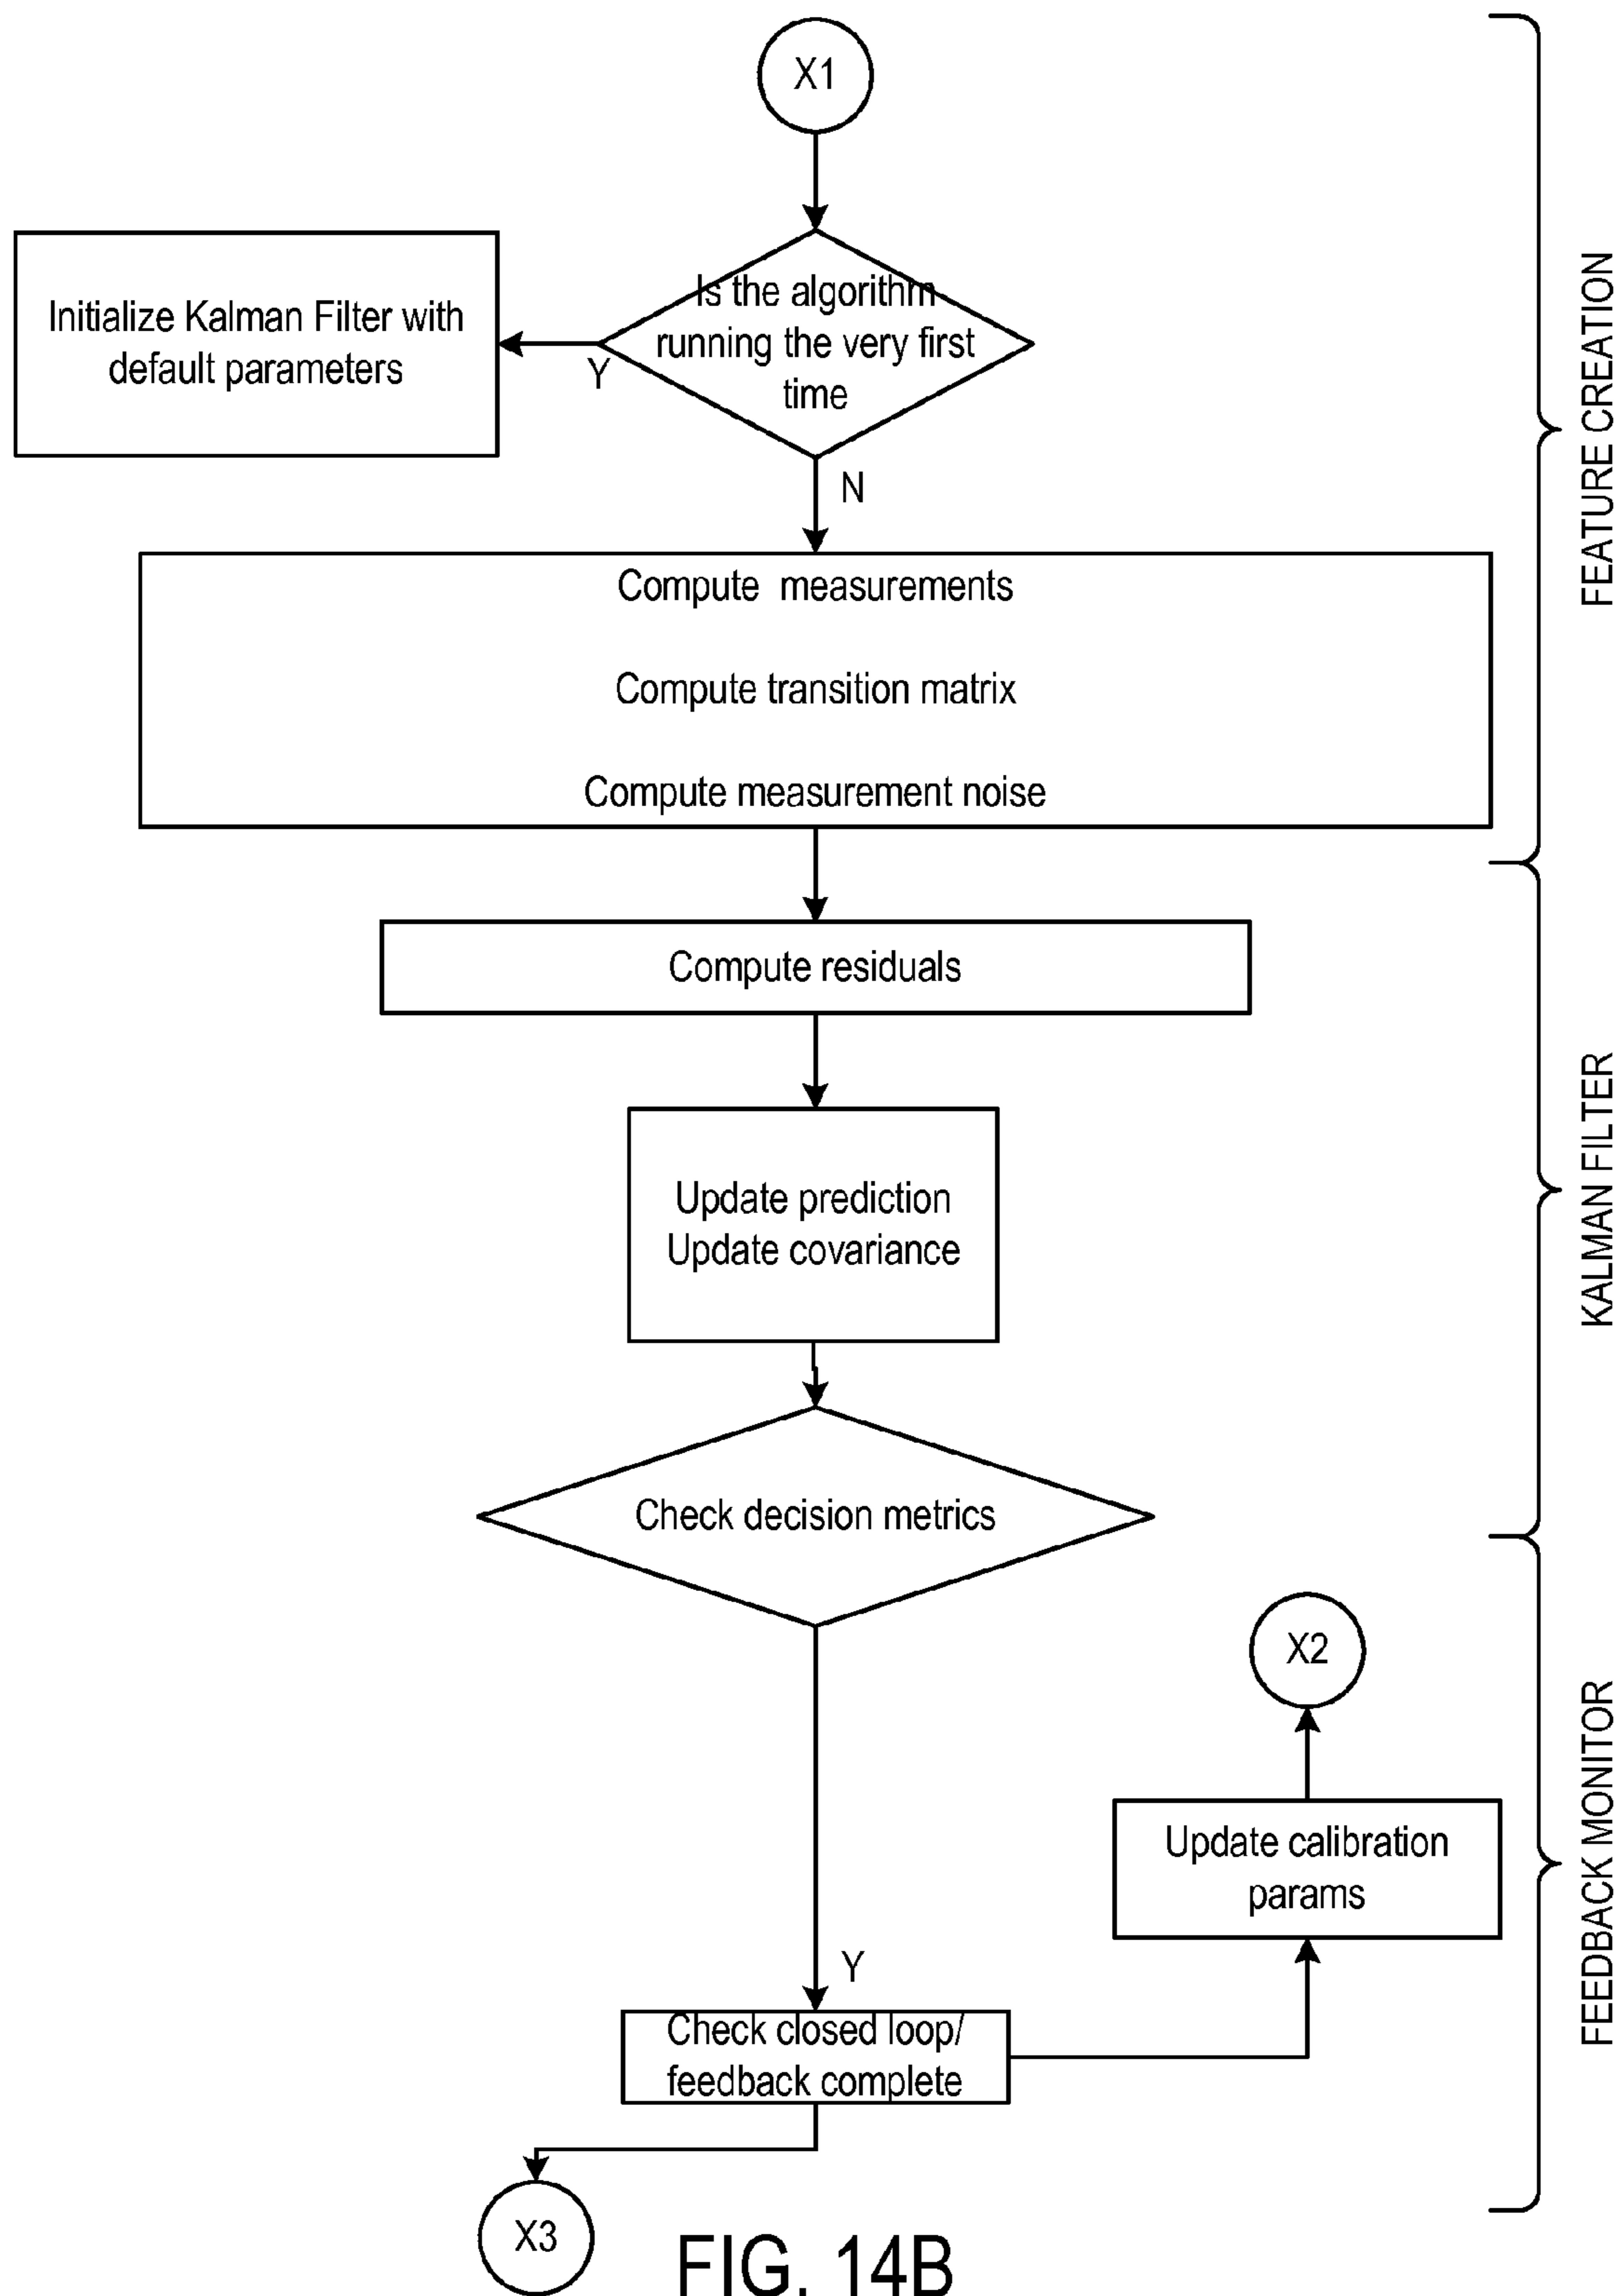 X1
Is the algorithm
running the very first
time
Y
Initialize Kalman Filter with
default parameters
N
Compute measurements
Compute transition matrix
Compute measurement noise
FEATURE CREATION
Compute residuals
Update prediction
Update covariance
Check decision metrics
KALMAN FILTER
X2
Update calibration
params
Y
Check closed loop/
feedback complete
X3
FEEDBACK MONITOR
FIG. 14B